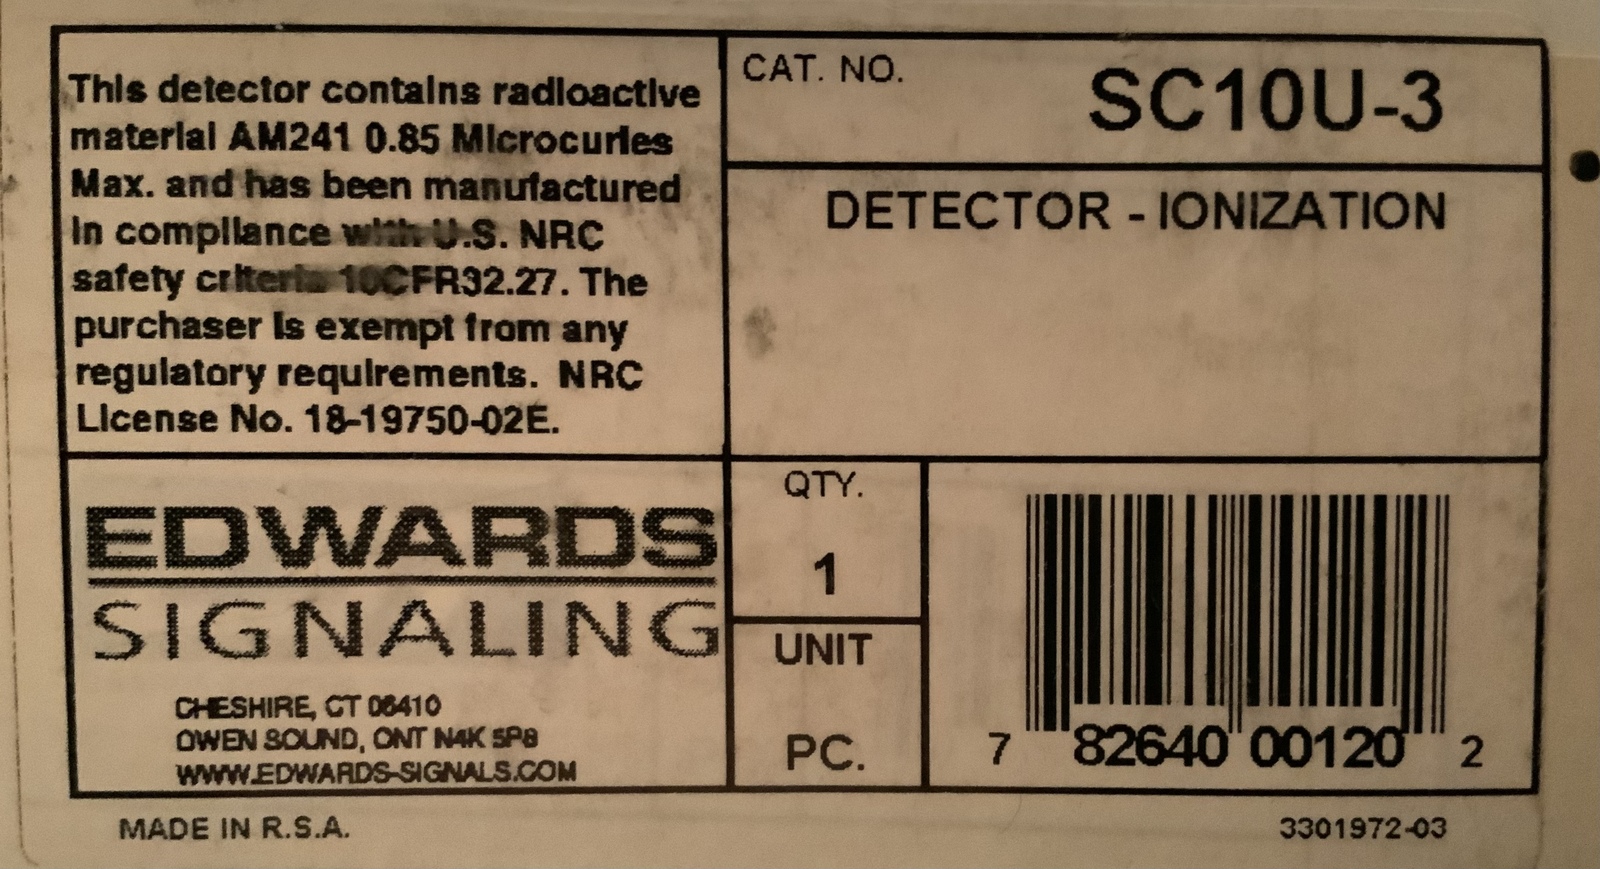 This detector contains radioactive
material AM241 0.85 Microcuries
Max. and has been manufactured
in compliance with U.S. NRC
safety criteria 10CFR32.27. The
purchaser is exempt from any
regulatory requirements. NRC
License No. 18-19750-02E.
CAT. NO.
SC10U-3
DETECTOR - IONIZATION
EDWARDS
SIGNALING
CHESHIRE, CT 06410
OWEN SOUND, ONT N4K 5P8
WWW.EDWARDS-SIGNALS.COM
QTY.
1
UNIT
PC.
7 82640 00120 2
MADE IN R.S.A.
3301972-03